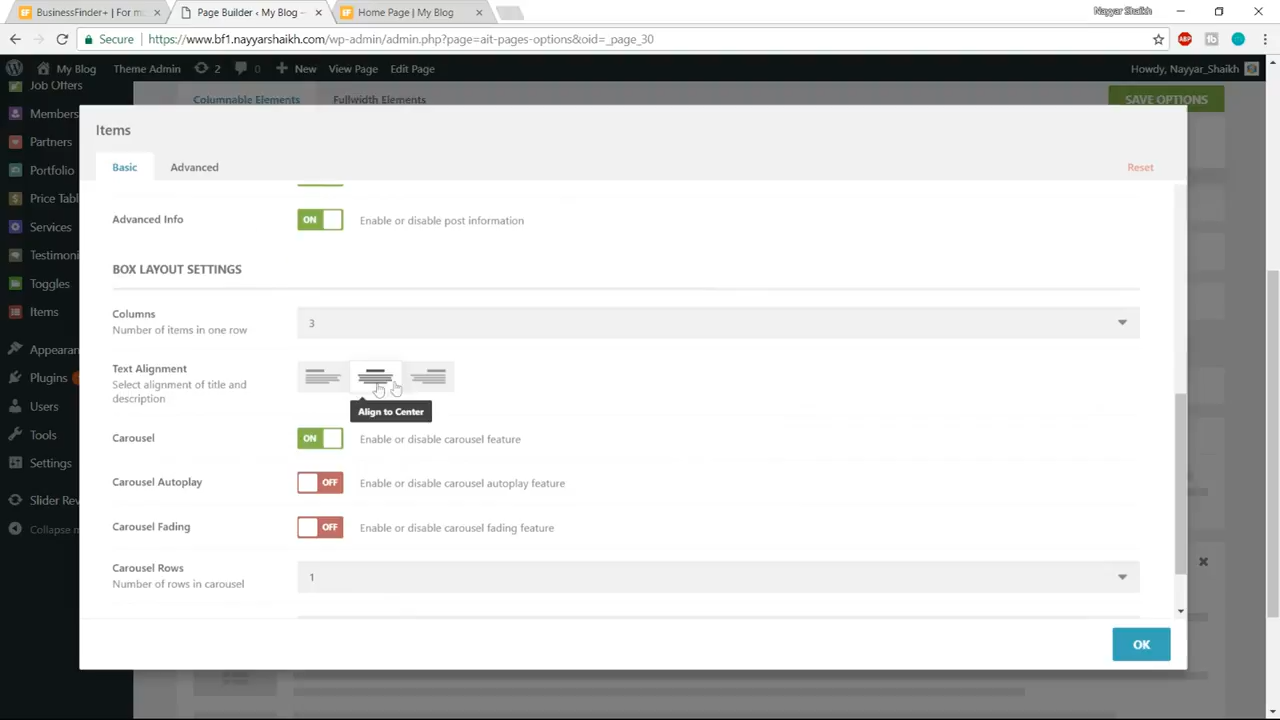 BusinessFinder+ | For m
Page Builder ‹ My Blog –
Home Page | My Blog
Nayyar Shaikh
Secure
https://www.bf1.nayyarshaikh.com/wp-admin/admin.php?page=ait-pages-options&oid=_page_30
ABP
My Blog
Theme Admin
2
0
New
View Page
Edit Page
Howdy, Nayyar_Shaikh
Job Offers
Members
Partners
Portfolio
Price Tabl
Services
Testimoni
Toggles
Items
Appearan
Plugins
Users
Tools
Settings
Slider Rev
Collapse m
Columnable Elements
Fullwidth Elements
SAVE OPTIONS
Items
Basic
Advanced
Reset
Advanced Info
ON
Enable or disable post information
BOX LAYOUT SETTINGS
Columns
Number of items in one row
3
Text Alignment
Select alignment of title and
description
Align to Center
Carousel
ON
Enable or disable carousel feature
Carousel Autoplay
OFF
Enable or disable carousel autoplay feature
Carousel Fading
OFF
Enable or disable carousel fading feature
Carousel Rows
Number of rows in carousel
1
OK